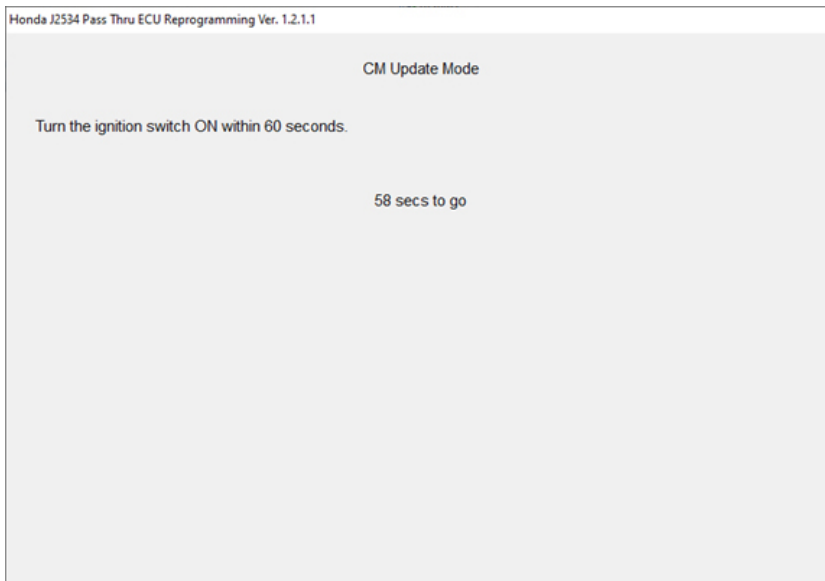 Honda J2534 Pass Thru ECU Reprogramming Ver. 1.2.1.1
CM Update Mode
Turn the ignition switch ON within 60 seconds.
58 secs to go